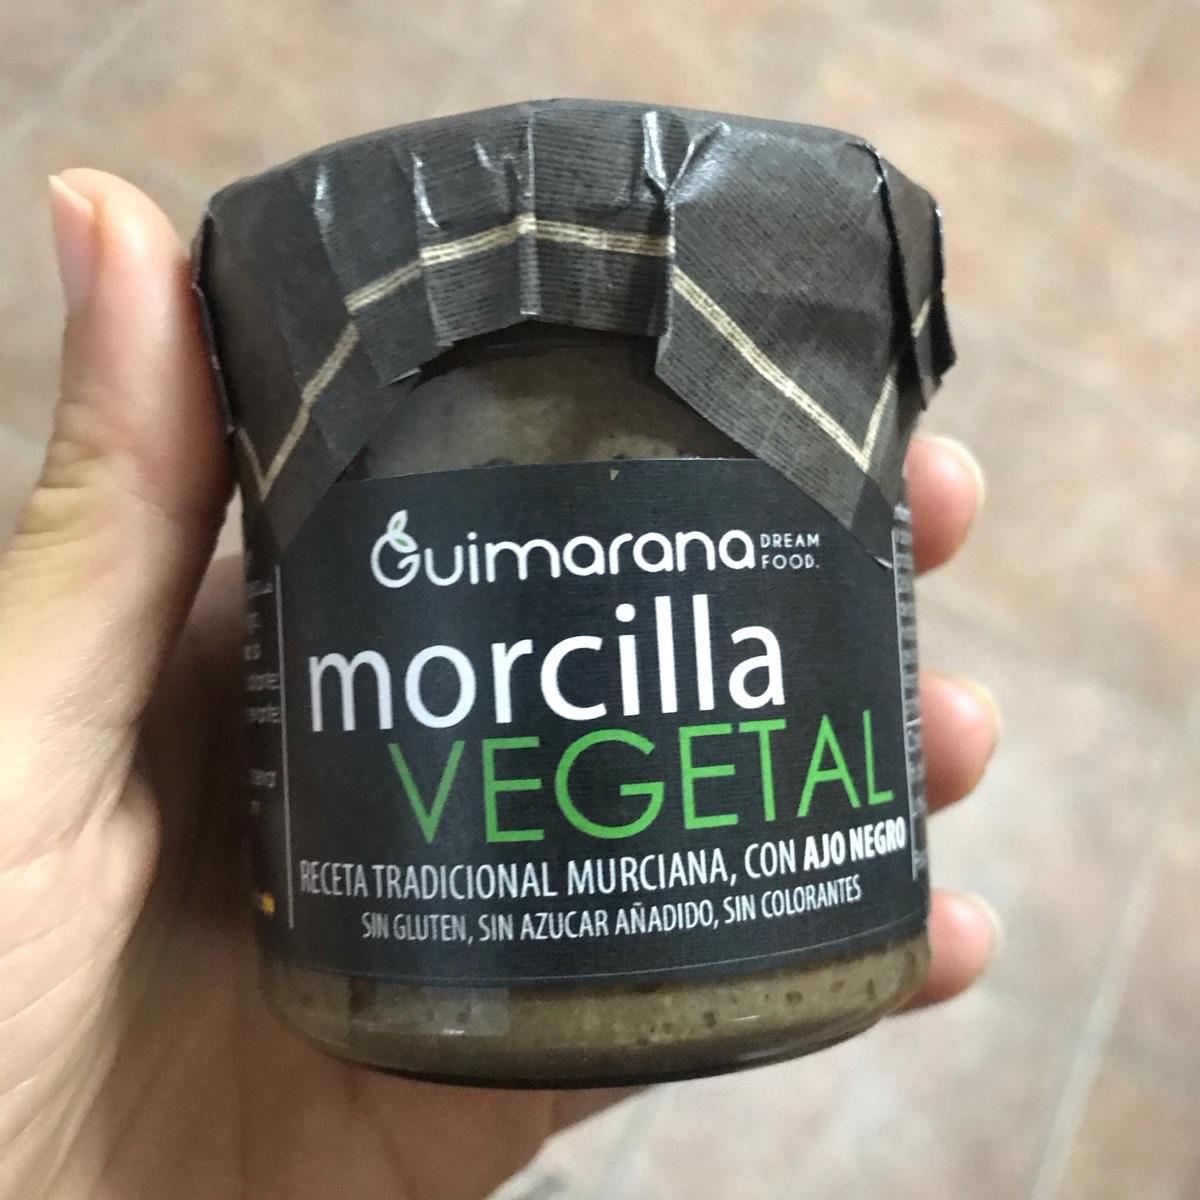 Guimarana DREAM
FOOD.
morcilla
VEGETAL
RECETA TRADICIONAL MURCIANA, CON AJO NEGRO
SIN GLUTEN, SIN AZUCAR AÑADIDO, SIN COLORANTES